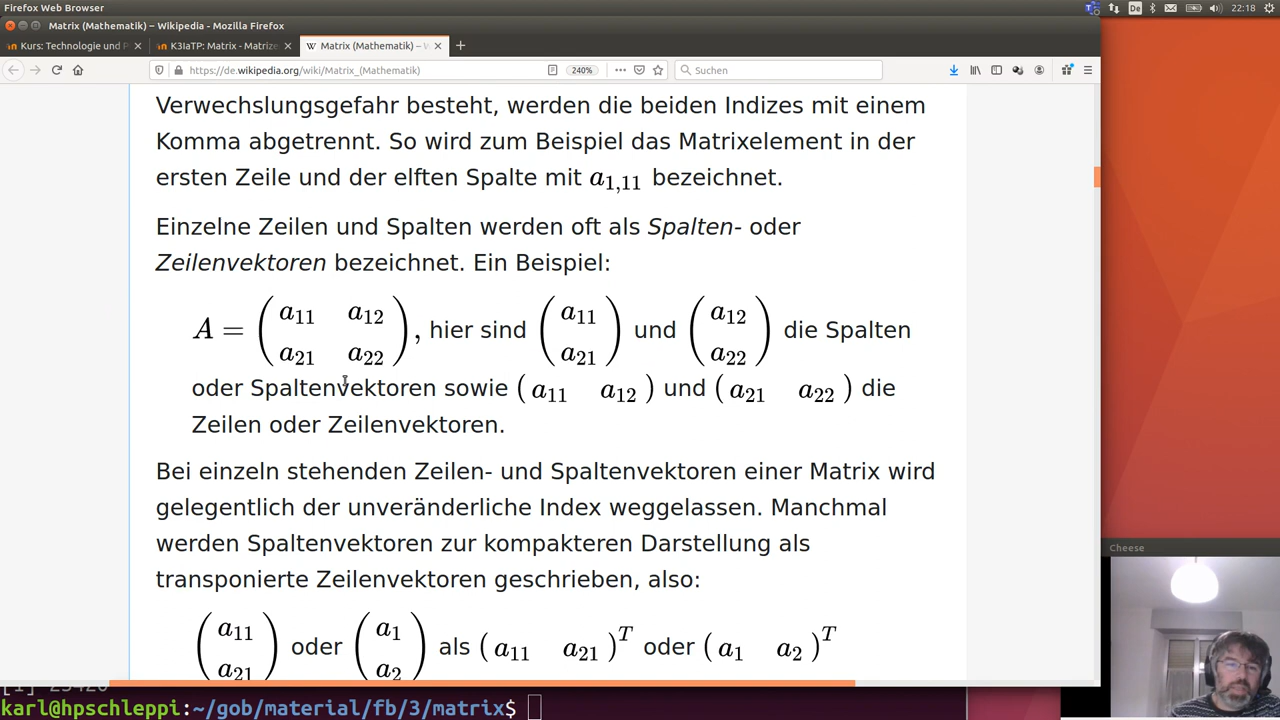 Firefox Web Browser
De
22:18
Matrix (Mathematik) – Wikipedia - Mozilla Firefox
Kurs: Technologie und P
K3IaTP: Matrix - Matrize
W Matrix (Mathematik) – W
https://de.wikipedia.org/wiki/Matrix_(Mathematik)
240%
Suchen
Verwechslungsgefahr besteht, werden die beiden Indizes mit einem
Komma abgetrennt. So wird zum Beispiel das Matrixelement in der
ersten Zeile und der elften Spalte mit a₁,₁₁ bezeichnet.
Einzelne Zeilen und Spalten werden oft als Spalten- oder
Zeilenvektoren bezeichnet. Ein Beispiel:
A = ( a₁₁ a₁₂ a₂₁ a₂₂ ), hier sind ( a₁₁ a₂₁ ) und ( a₁₂ a₂₂ ) die Spalten
oder Spaltenvektoren sowie ( a₁₁ a₁₂ ) und ( a₂₁ a₂₂ ) die
Zeilen oder Zeilenvektoren.
Bei einzeln stehenden Zeilen- und Spaltenvektoren einer Matrix wird
gelegentlich der unveränderliche Index weggelassen. Manchmal
werden Spaltenvektoren zur kompakteren Darstellung als
transponierte Zeilenvektoren geschrieben, also:
( a₁₁ a₂₁ ) oder ( a₁ a₂ ) als ( a₁₁ a₂₁ )ᵀ oder ( a₁ a₂ )ᵀ
karl@hpschleppi:~/gob/material/fb/3/matrix$
Cheese